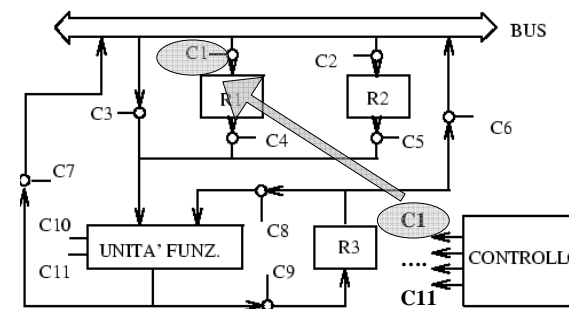 BUS
C1
C2
R1
R2
C3
C4
C5
C6
C7
C10
C8
C1
UNITA' FUNZ.
R3
CONTROLLO
C11
C9
....
C11